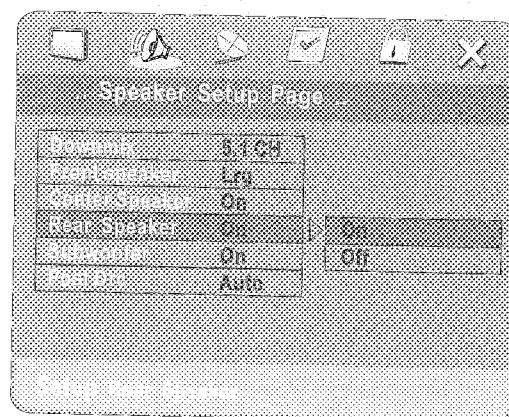 .. Speaker Setup Page ..
Downmix 5.1 CH
Front speaker Lrg
Center Speaker On
Rear Speaker On On
Subwoofer On Off
Auto